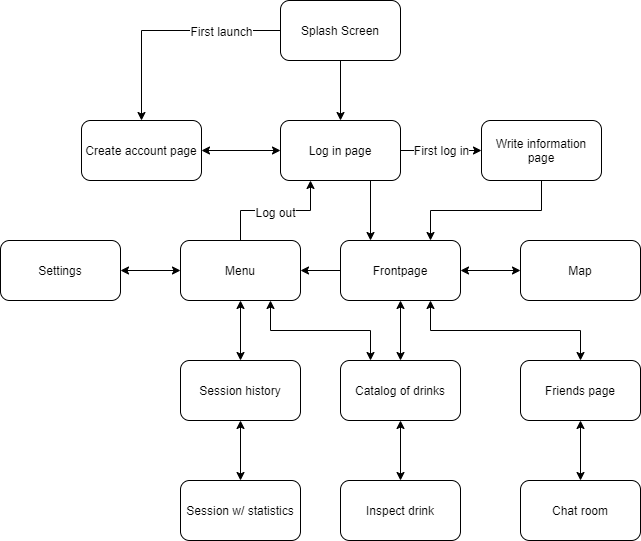 First launch
Splash Screen
Create account page
Log in page
First log in
Write information
page
Log out
Settings
Menu
Frontpage
Map
Session history
Catalog of drinks
Friends page
Session w/ statistics
Inspect drink
Chat room